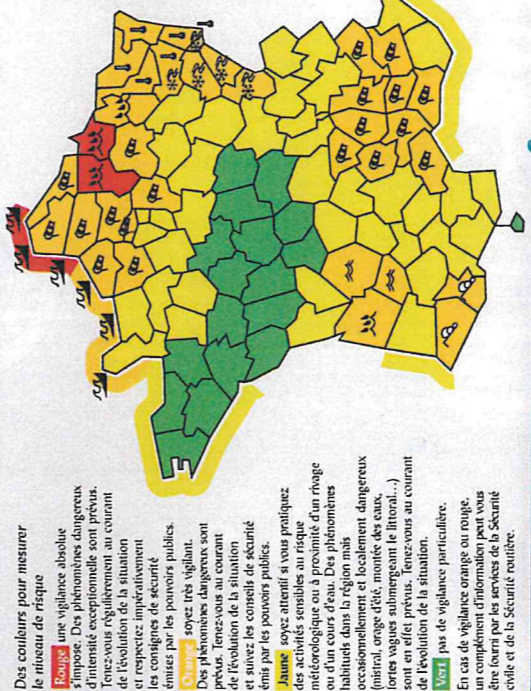 Des couleurs pour mesurer
le niveau de risque
Rouge une vigilance absolue
s'impose. Des phénomènes dangereux
d'intensité exceptionnelle sont prévus.
Tenez-vous régulièrement au courant
de l'évolution de la situation
et respectez impérativement
les consignes de sécurité
émises par les pouvoirs publics.
Orange soyez très vigilant.
Des phénomènes dangereux sont
prévus. Tenez-vous au courant
de l'évolution de la situation
et suivez les conseils de sécurité
émis par les pouvoirs publics.
Jaune soyez attentif si vous pratiquez
des activités sensibles au risque
météorologique ou à proximité d'un rivage
ou d'un cours d'eau. Des phénomènes
habituels dans la région mais
occasionnellement et localement dangereux
(mistral, orage d'été, montée des eaux,
fortes vagues submergeant le littoral...)
sont en effet prévus. Tenez-vous au courant
de l'évolution de la situation.
Vert pas de vigilance particulière.
En cas de vigilance orange ou rouge,
un complément d'information peut vous
être fourni par les services de la Sécurité
civile et de la Sécurité routière.